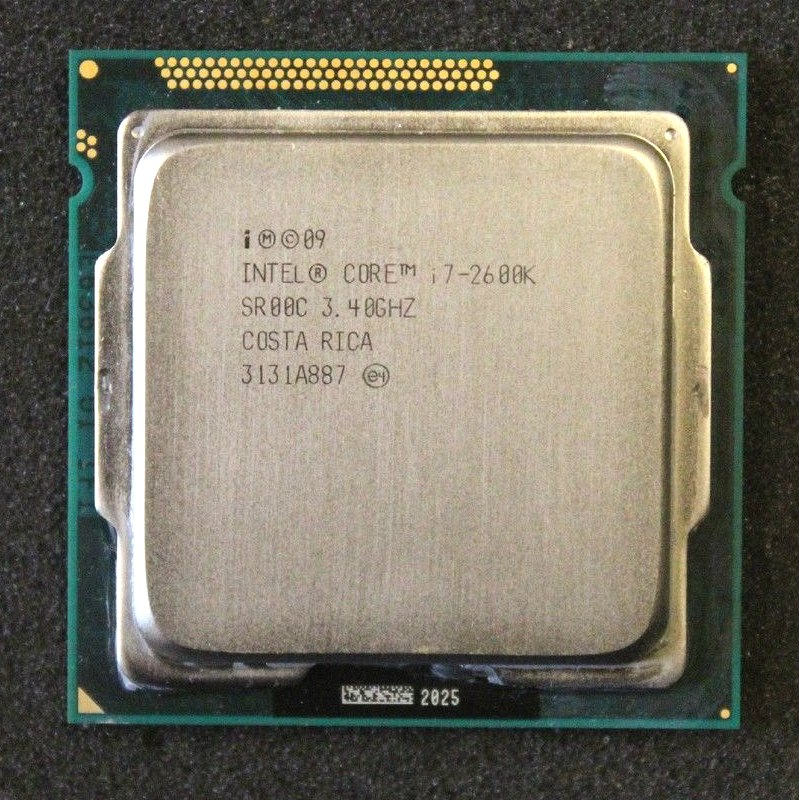 i Ⓜ©09
INTEL® CORE™ i7-2600K
SR00C 3.40GHZ
COSTA RICA
3131A887 e4
2025